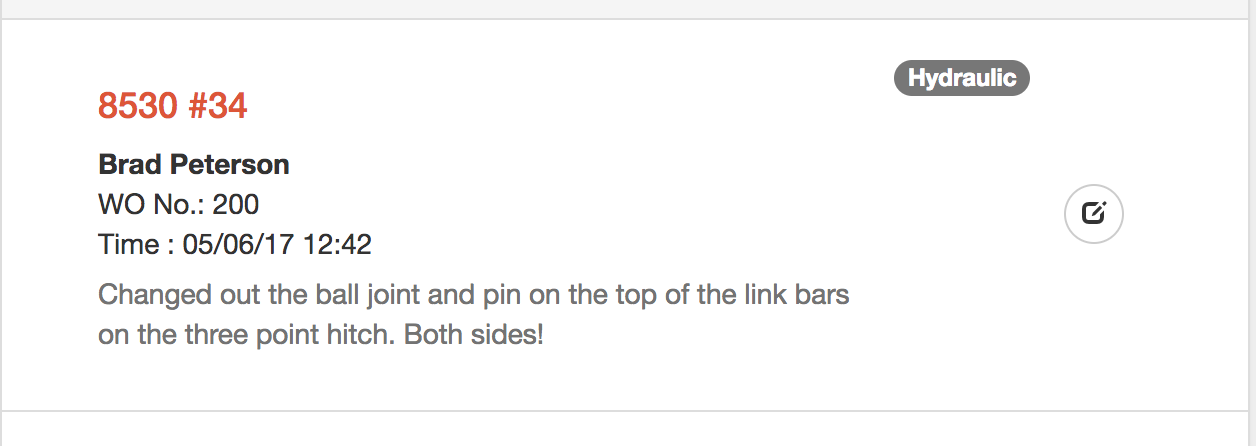 Hydraulic
8530 #34
Brad Peterson
WO No.: 200
Time : 05/06/17 12:42
Changed out the ball joint and pin on the top of the link bars
on the three point hitch. Both sides!